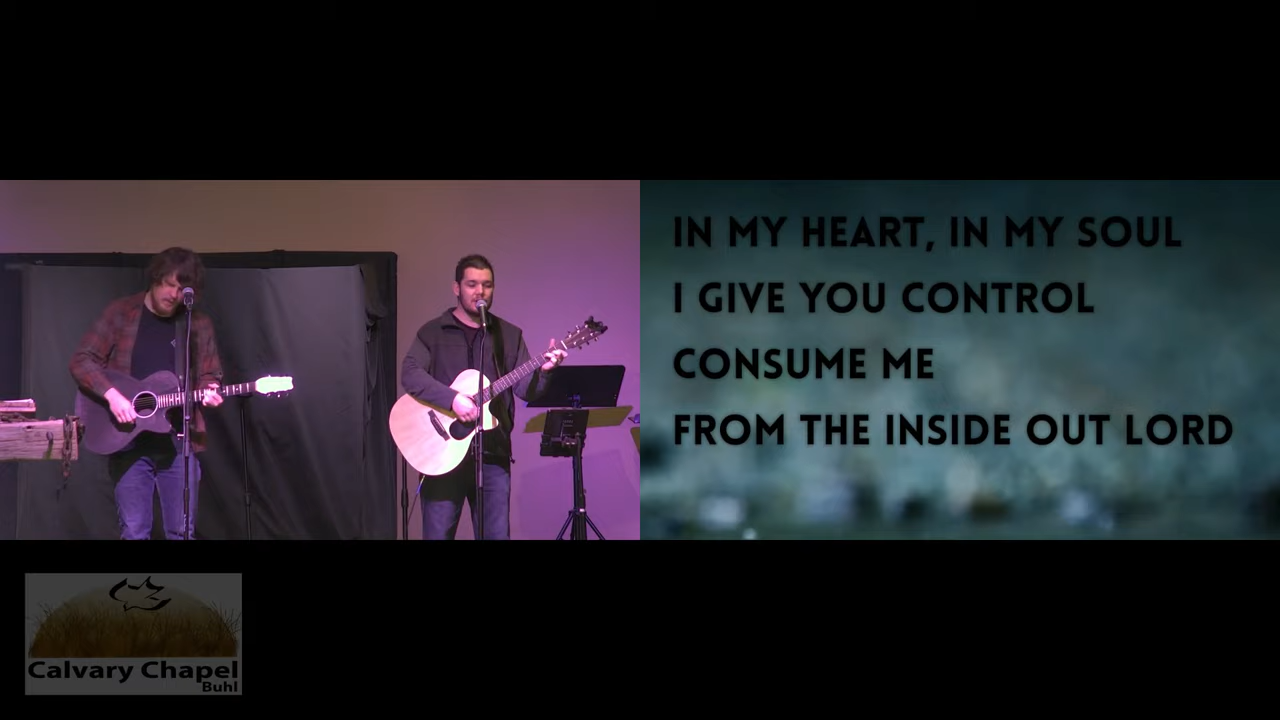 IN MY HEART, IN MY SOUL
I GIVE YOU CONTROL
CONSUME ME
FROM THE INSIDE OUT LORD
Calvary Chapel
Buhl